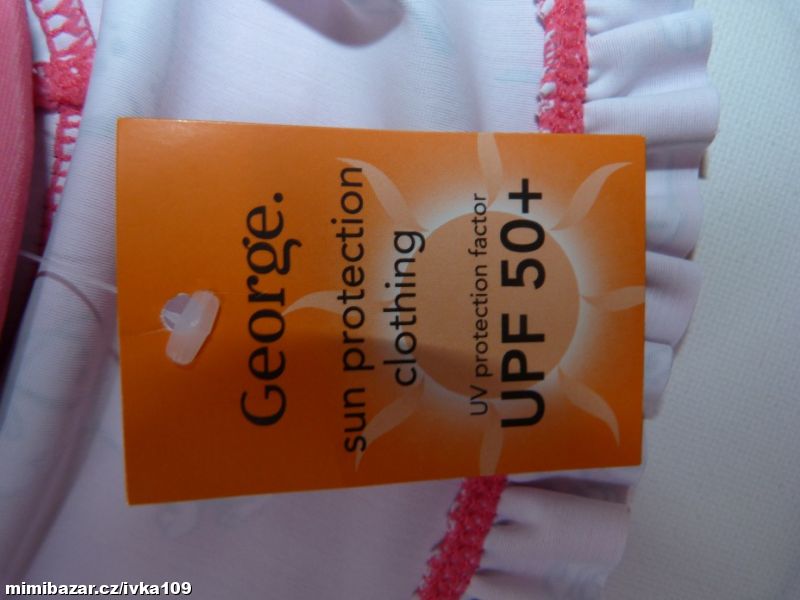 George.
sun protection
clothing
UV protection factor
UPF 50+
mimibazar.cz/ivka109